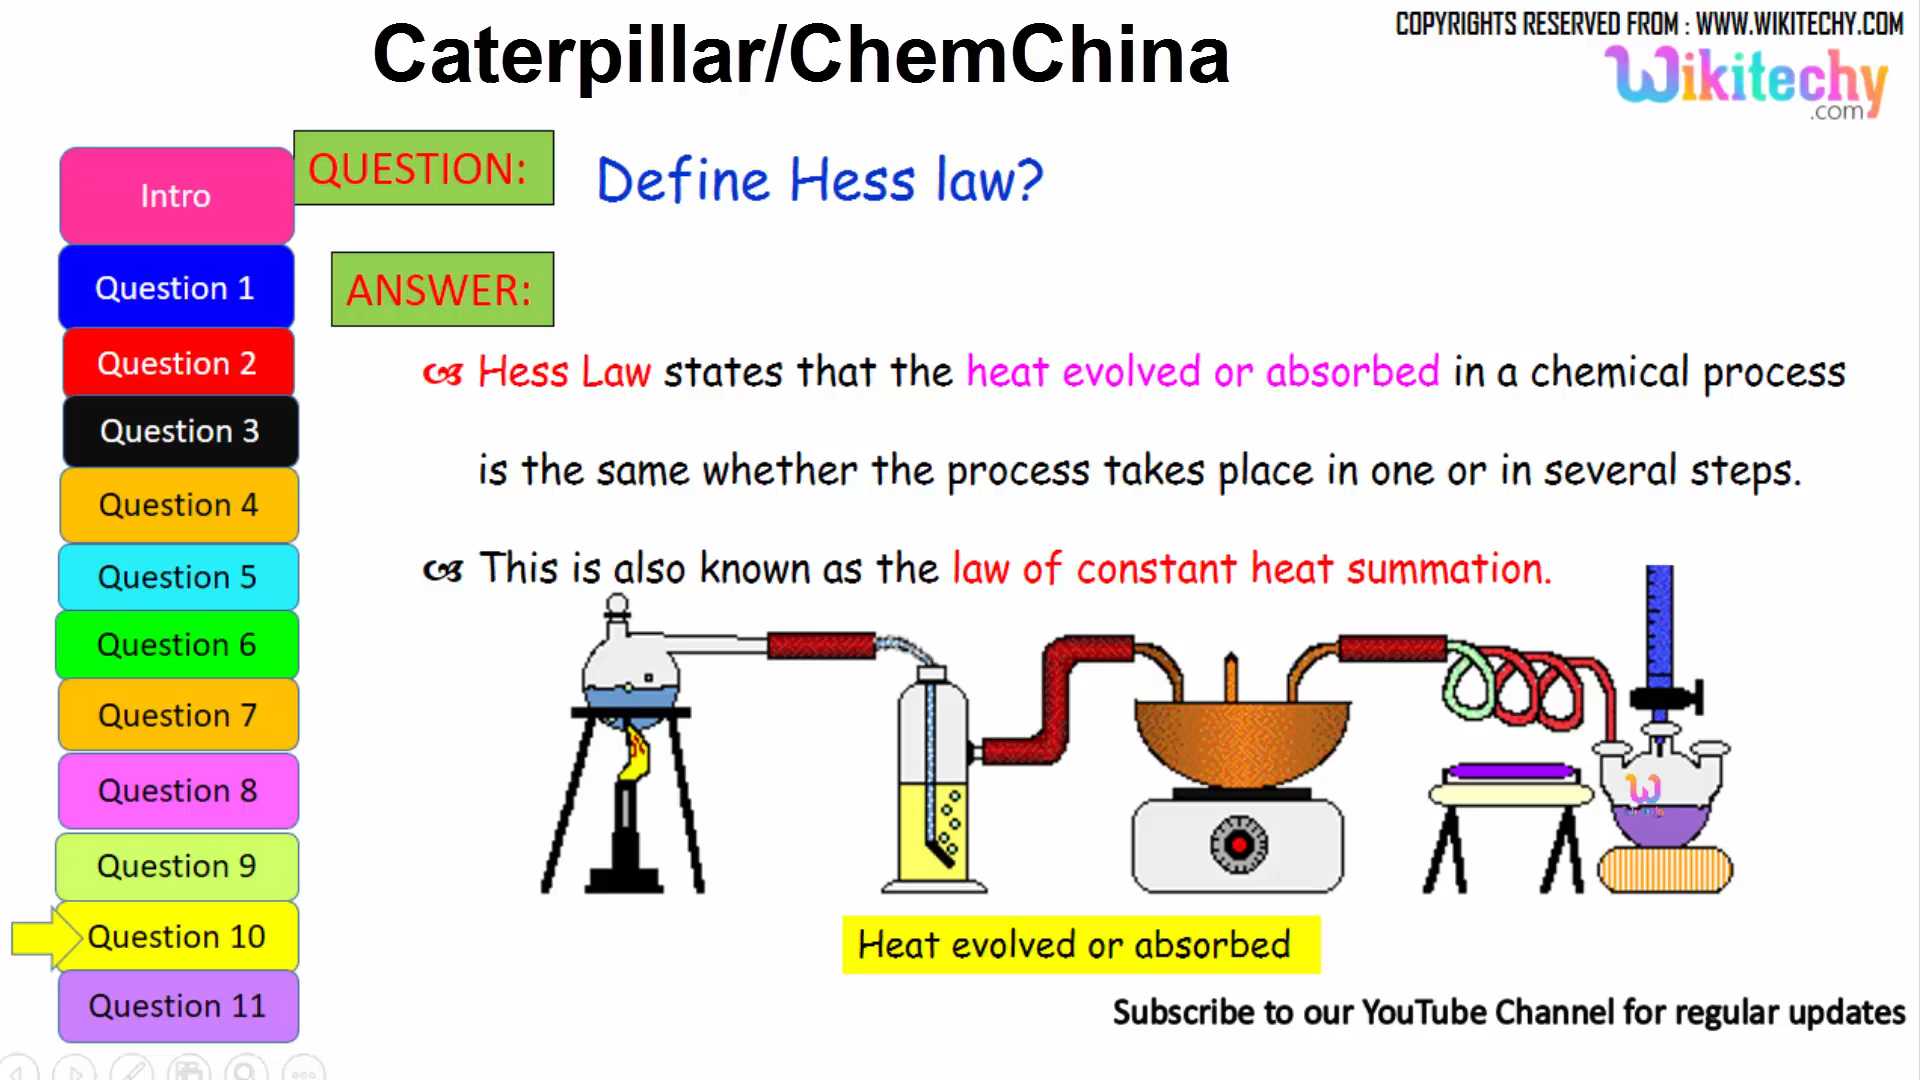 Caterpillar/ChemChina
COPYRIGHTS RESERVED FROM : WWW.WIKITECHY.COM
Wikitechy
.com
QUESTION:
Define Hess law?
Intro
Question 1
Question 2
Question 3
Question 4
Question 5
Question 6
Question 7
Question 8
Question 9
Question 10
Question 11
ANSWER:
Hess Law states that the heat evolved or absorbed in a chemical process
is the same whether the process takes place in one or in several steps.
This is also known as the law of constant heat summation.
Heat evolved or absorbed
Subscribe to our YouTube Channel for regular updates